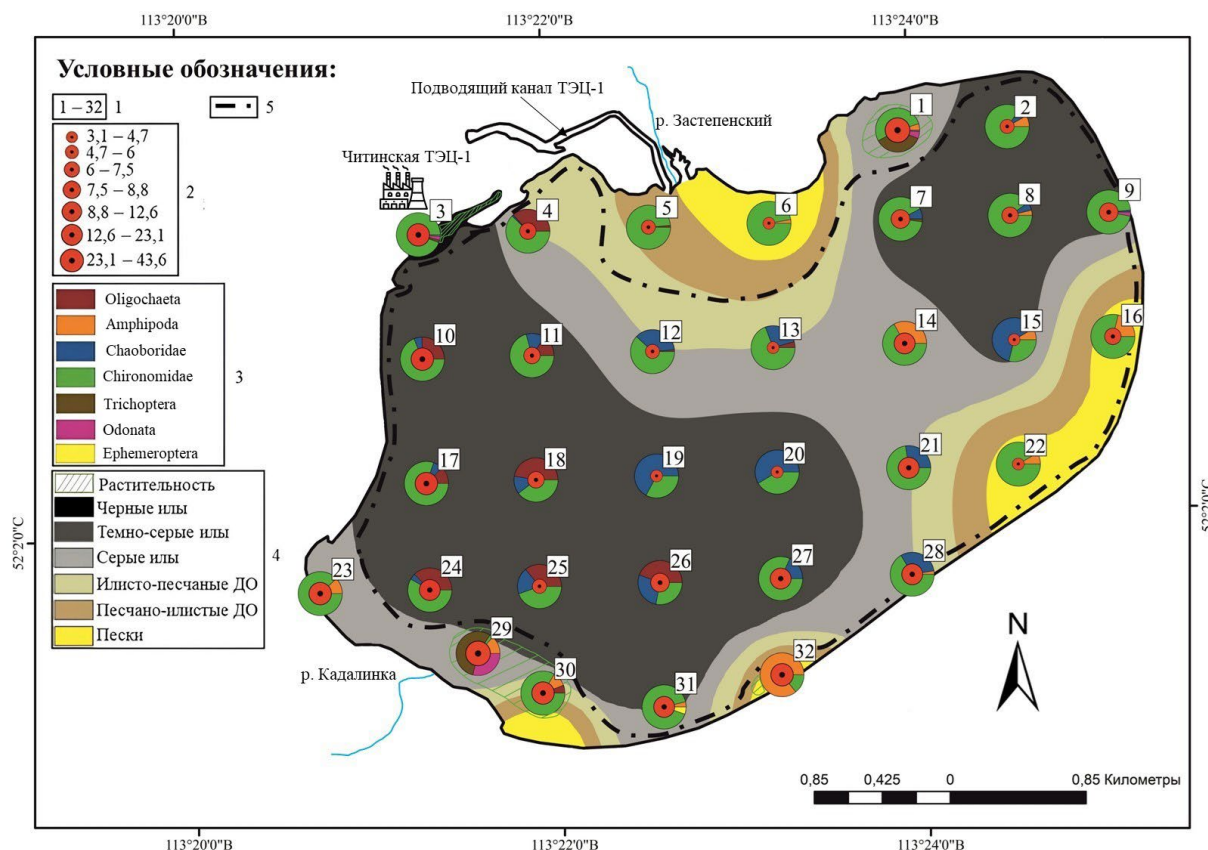 113°20'0"В
113°22'0"В
113°24'0"В
Условные обозначения:
1 – 32 1
5
3,1 – 4,7
4,7 – 6
6 – 7,5
7,5 – 8,8
8,8 – 12,6
12,6 – 23,1
23,1 – 43,6
2
Oligochaeta
Amphipoda
Chaoboridae
Chironomidae
Trichoptera
Odonata
Ephemeroptera
3
Растительность
Черные илы
Темно-серые илы
Серые илы
Илисто-песчаные ДО
Песчано-илистые ДО
Пески
4
Подводящий канал ТЭЦ-1
р. Застепенский
Читинская ТЭЦ-1
1
2
3
4
5
6
7
8
9
10
11
12
13
14
15
16
17
18
19
20
21
22
23
24
25
26
27
28
29
30
31
32
р. Кадалинка
52°2'0"С
52°2'0"С
N
0,85 0,425 0 0,85 Километры
113°20'0"В
113°22'0"В
113°24'0"В